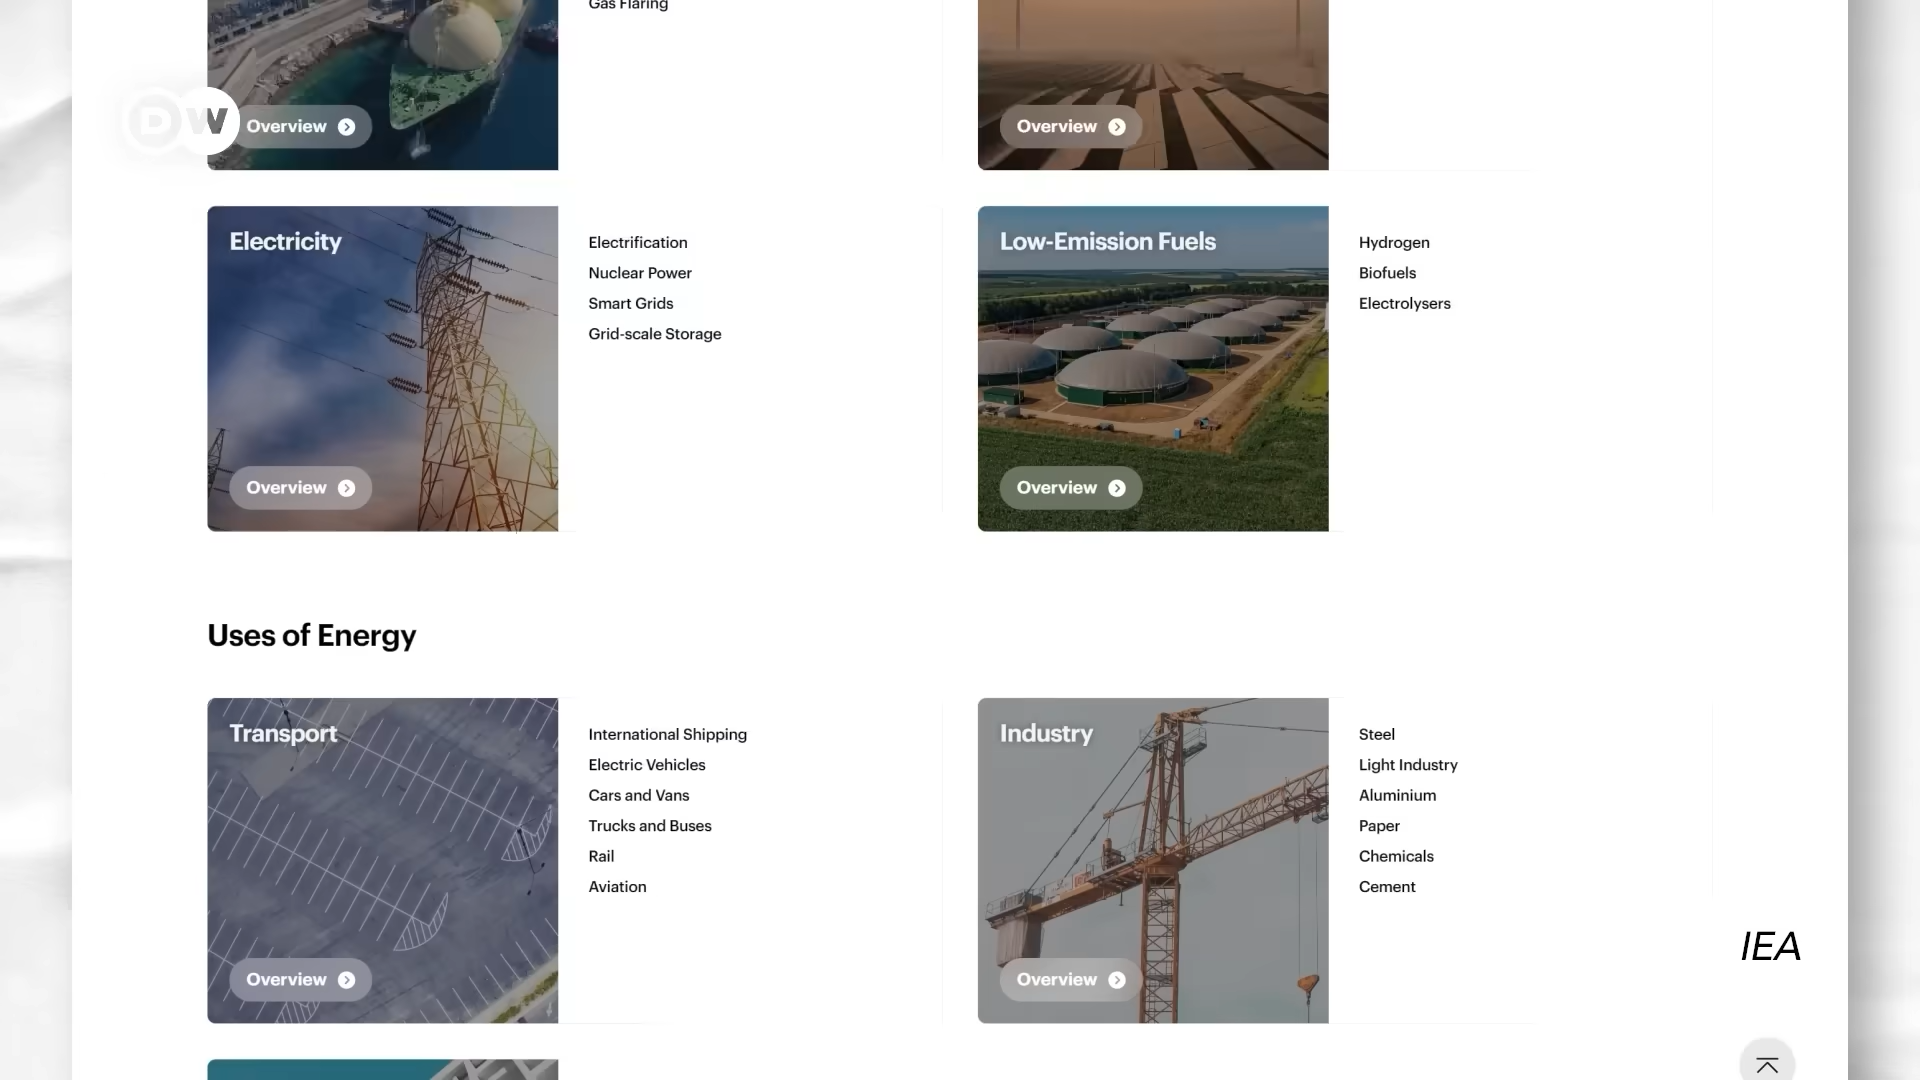 Gas Flaring
DW
Overview
Overview
Electricity
Electrification
Nuclear Power
Smart Grids
Grid-scale Storage
Overview
Low-Emission Fuels
Hydrogen
Biofuels
Electrolysers
Overview
Uses of Energy
Transport
International Shipping
Electric Vehicles
Cars and Vans
Trucks and Buses
Rail
Aviation
Overview
Industry
Steel
Light Industry
Aluminium
Paper
Chemicals
Cement
Overview
IEA